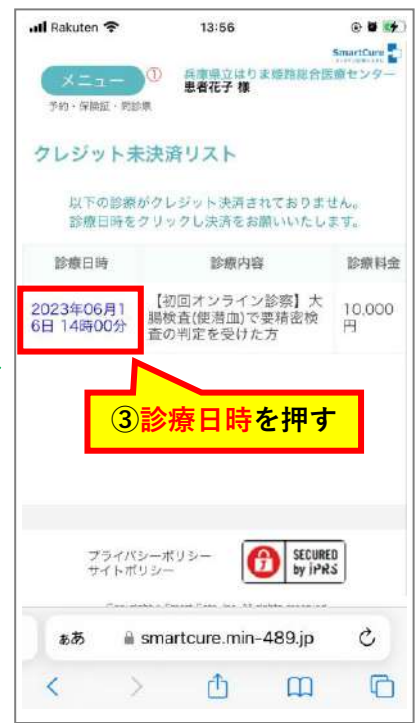 Rakuten 13:56
SmartCure
メニュー ① 兵庫県立はりま姫路総合医療センター
患者花子 様
予約・保険証・問診票
クレジット未決済リスト
以下の診療がクレジット決済されておりません。
診療日時をクリックし決済をお願いいたします。
診療日時 診療内容 診療料金
2023年06月1
6日 14時00分
【初回オンライン診察】大
腸検査(便潜血)で要精密検
査の判定を受けた方
10,000
円
③診療日時を押す
プライバシーポリシー
サイトポリシー
SECURED
by JPRS
ぁあ smartcure.min-489.jp